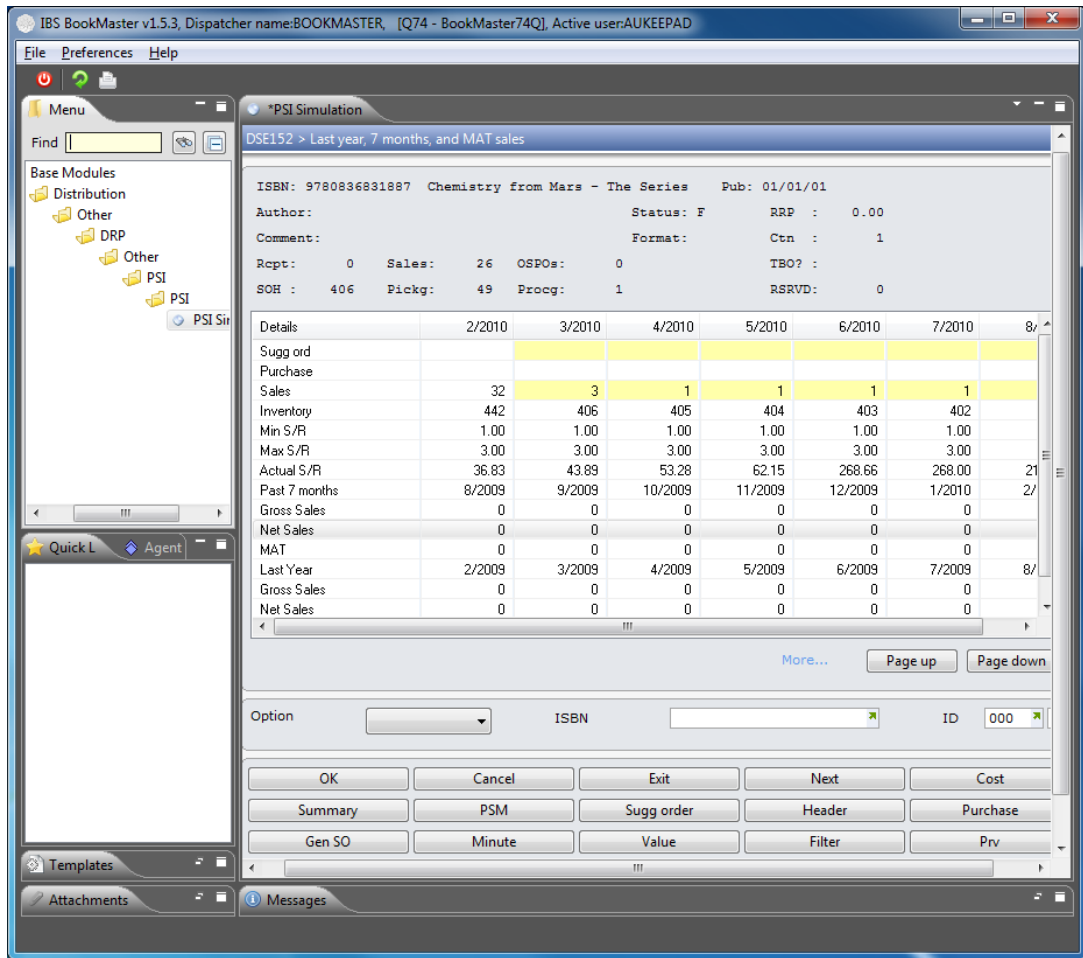 IBS BookMaster v1.5.3, Dispatcher name:BOOKMASTER, [Q74 - BookMaster74Q], Active user:AUKEEPAD
File Preferences Help
Menu
Find
Base Modules
Distribution
Other
DRP
Other
PSI
PSI
PSI Sir
Quick L Agent
Templates
Attachments
*PSI Simulation
DSE152 > Last year, 7 months, and MAT sales
ISBN: 9780836831887 Chemistry from Mars - The Series Pub: 01/01/01
Author: Status: F RRP : 0.00
Comment: Format: Ctn : 1
Rcpt: 0 Sales: 26 OSPOs: 0 TBO? :
SOH : 406 Pickg: 49 Procg: 1 RSRVD: 0
Details 2/2010 3/2010 4/2010 5/2010 6/2010 7/2010 8/
Sugg ord
Purchase
Sales 32 3 1 1 1 1
Inventory 442 406 405 404 403 402
Min S/R 1.00 1.00 1.00 1.00 1.00 1.00
Max S/R 3.00 3.00 3.00 3.00 3.00 3.00
Actual S/R 36.83 43.89 53.28 62.15 268.66 268.00 21
Past 7 months 8/2009 9/2009 10/2009 11/2009 12/2009 1/2010 2/
Gross Sales 0 0 0 0 0 0
Net Sales 0 0 0 0 0 0
MAT 0 0 0 0 0 0
Last Year 2/2009 3/2009 4/2009 5/2009 6/2009 7/2009 8/
Gross Sales 0 0 0 0 0 0
Net Sales 0 0 0 0 0 0
More... Page up Page down
Option ISBN ID 000
OK Cancel Exit Next Cost
Summary PSM Sugg order Header Purchase
Gen SO Minute Value Filter Prv
Messages